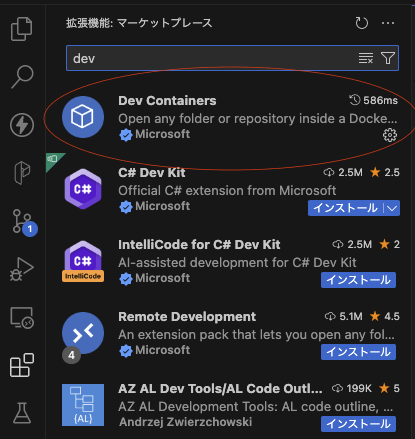 拡張機能: マーケットプレース
dev
Dev Containers 586ms
Open any folder or repository inside a Docke...
Microsoft
C# Dev Kit 2.5M 2.5
Official C# extension from Microsoft
Microsoft インストール
IntelliCode for C# Dev Kit 2.5M 2
AI-assisted development for C# Dev Kit
Microsoft インストール
Remote Development 5.1M 4.5
An extension pack that lets you open any fol...
Microsoft インストール
AZ AL Dev Tools/AL Code Outl... 199K 5
AZ AL Development Tools: AL code outline, ...
Andrzej Zwierzchowski インストール
1
C#
C#
IntelliCode
4
(AL)